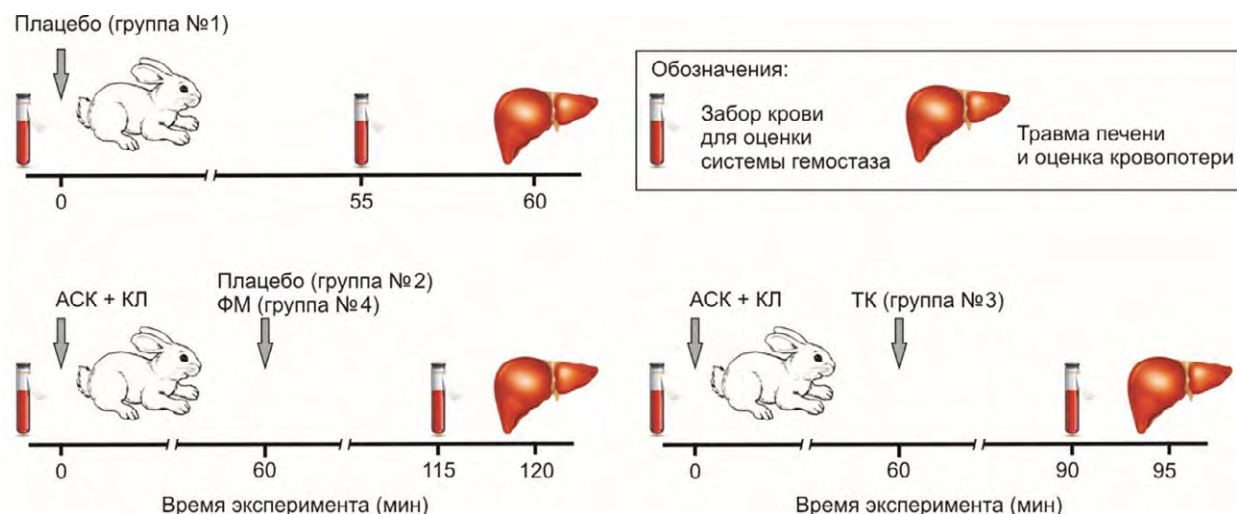 Плацебо (группа №1)
0
55
60
Обозначения:
Забор крови
для оценки
системы гемостаза
Травма печени
и оценка кровопотери
АСК + КЛ
Плацебо (группа №2)
ФМ (группа №4)
0
60
115
120
Время эксперимента (мин)
АСК + КЛ
ТК (группа №3)
0
60
90
95
Время эксперимента (мин)